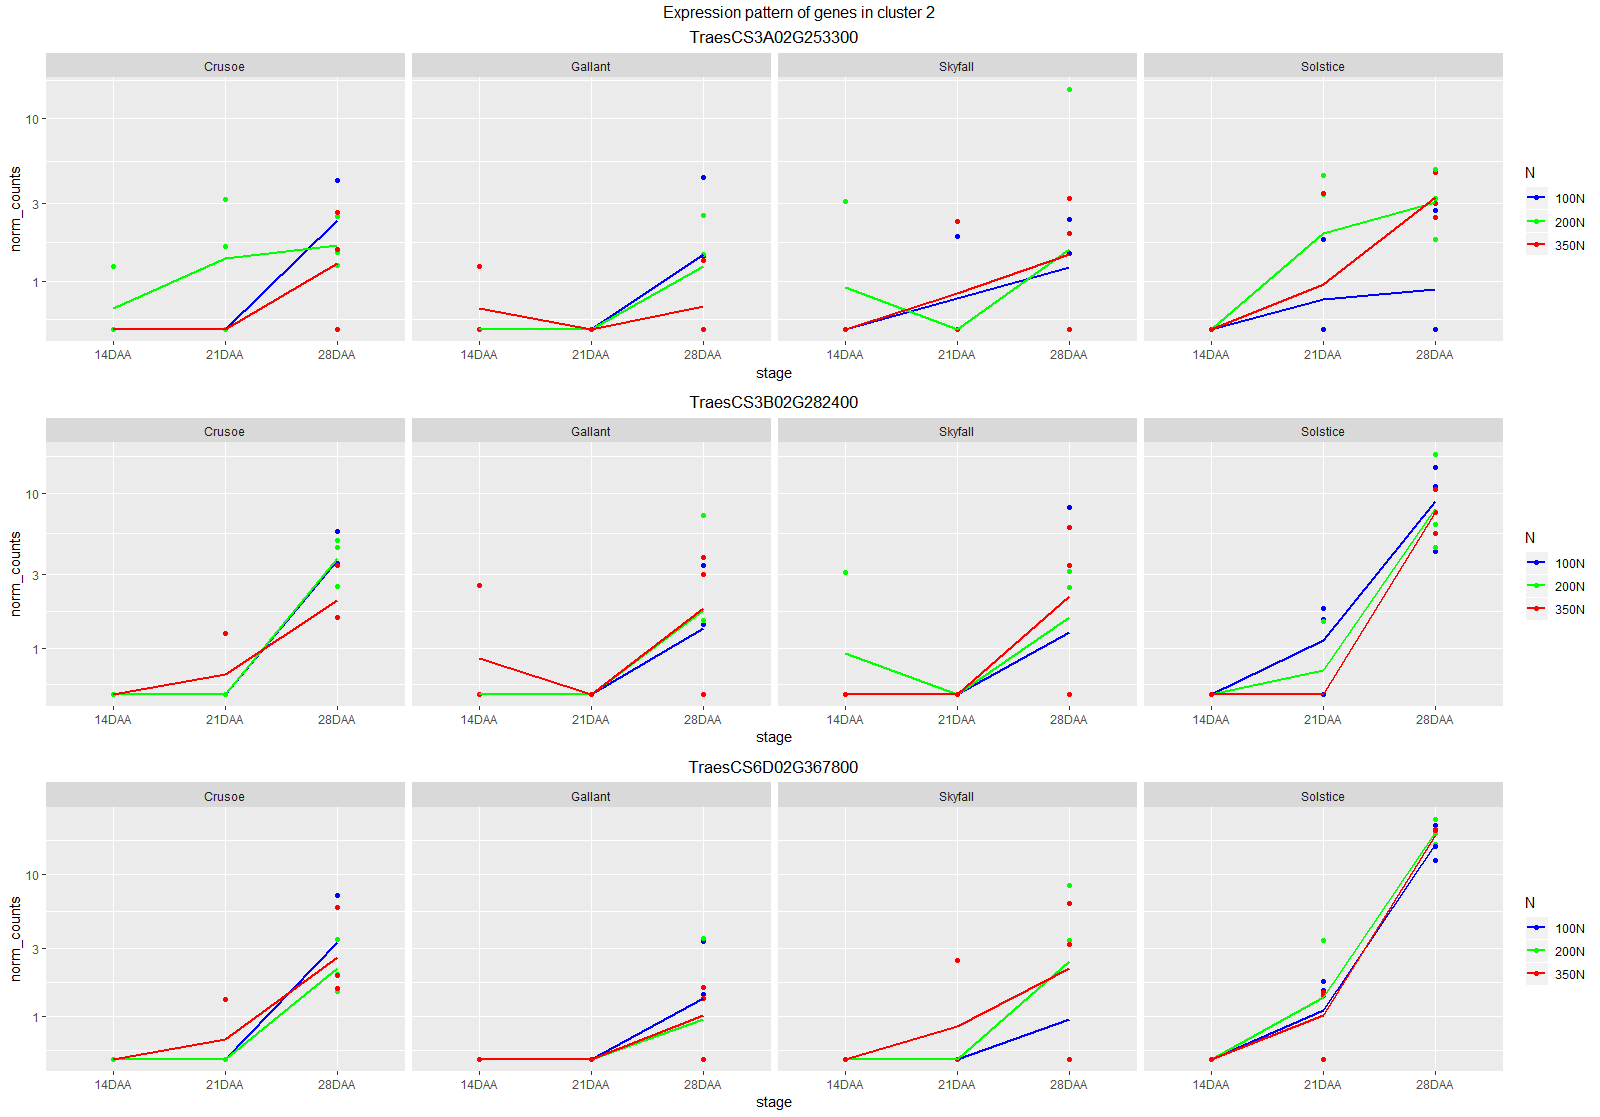 Expression pattern of genes in cluster 2
TraesCS3A02G253300
Crusoe Gallant Skyfall Solstice
norm_counts
10
3
1
14DAA 21DAA 28DAA 14DAA 21DAA 28DAA 14DAA 21DAA 28DAA 14DAA 21DAA 28DAA
stage
N
100N
200N
350N
TraesCS3B02G282400
Crusoe Gallant Skyfall Solstice
norm_counts
10
3
1
14DAA 21DAA 28DAA 14DAA 21DAA 28DAA 14DAA 21DAA 28DAA 14DAA 21DAA 28DAA
stage
N
100N
200N
350N
TraesCS6D02G367800
Crusoe Gallant Skyfall Solstice
norm_counts
10
3
1
14DAA 21DAA 28DAA 14DAA 21DAA 28DAA 14DAA 21DAA 28DAA 14DAA 21DAA 28DAA
stage
N
100N
200N
350N